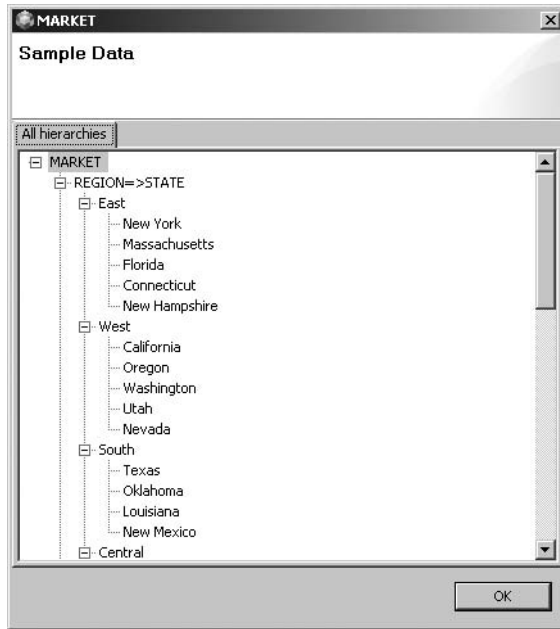 MARKET
Sample Data
All hierarchies
MARKET
REGION=>STATE
East
New York
Massachusetts
Florida
Connecticut
New Hampshire
West
California
Oregon
Washington
Utah
Nevada
South
Texas
Oklahoma
Louisiana
New Mexico
Central
OK